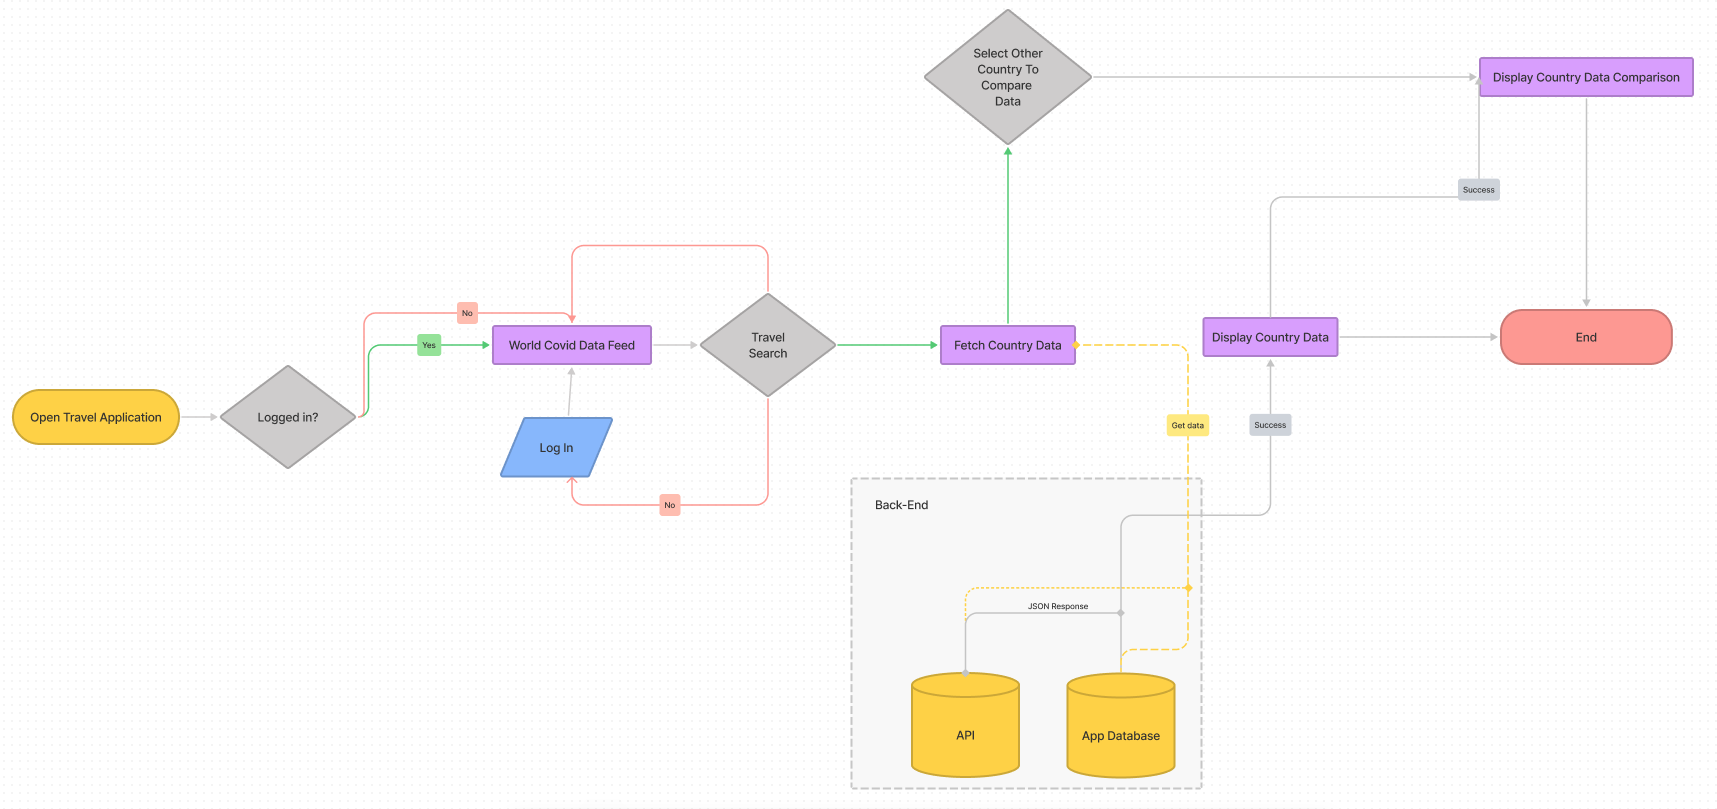 Select Other
Country To
Compare
Data
Display Country Data Comparison
Success
No
Yes
World Covid Data Feed
Travel
Search
Fetch Country Data
Display Country Data
End
Open Travel Application
Logged in?
Log In
Get data
Success
No
Back-End
JSON Response
API
App Database